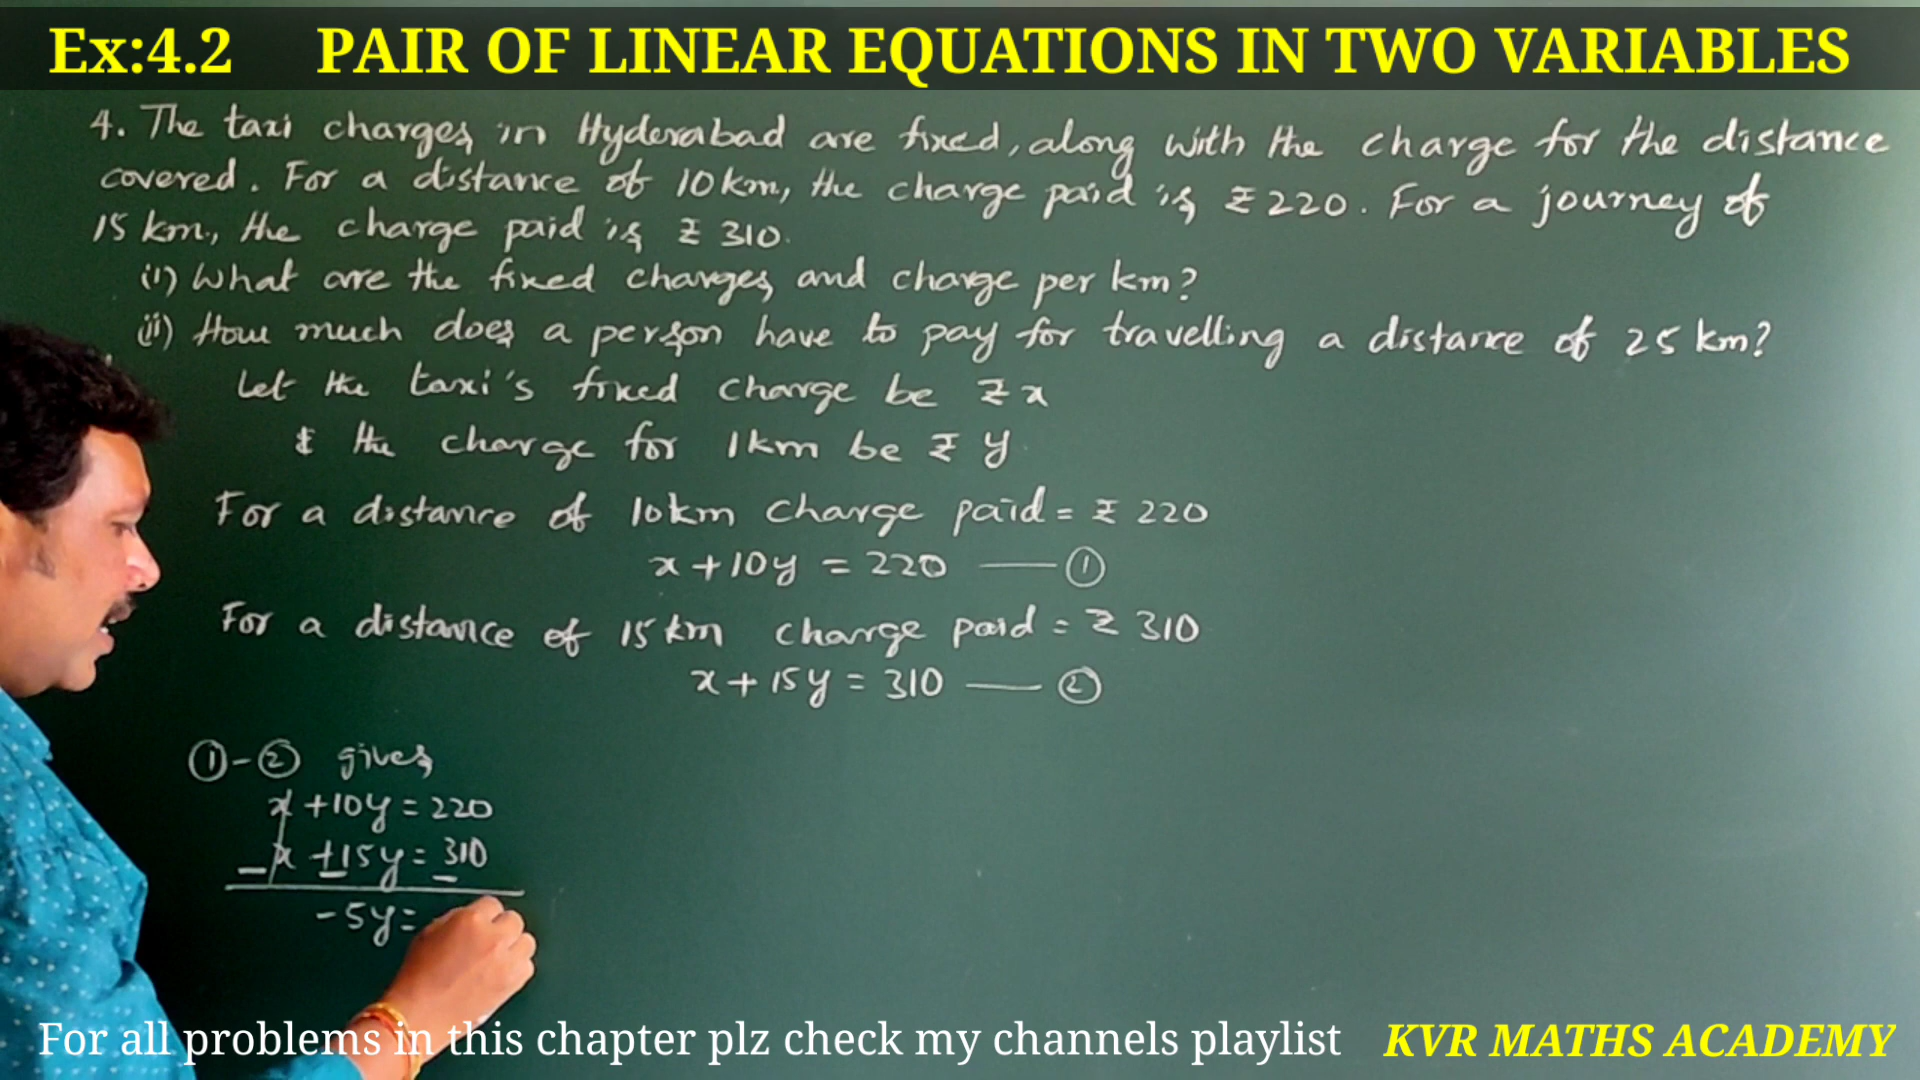 Ex:4.2 PAIR OF LINEAR EQUATIONS IN TWO VARIABLES
4. The taxi charges in Hyderabad are fixed, along with the charge for the distance
covered. For a distance of 10km, the charge paid is ₹ 220. For a journey of
15 km., the charge paid is ₹ 310.
(i) What are the fixed charges and charge per km?
(ii) How much does a person have to pay for travelling a distance of 25 km?
Let the taxi's fixed charge be ₹ x
& the charge for 1km be ₹ y
For a distance of 10km charge paid = ₹ 220
x + 10y = 220 —— ①
For a distance of 15 km charge paid = ₹ 310
x + 15y = 310 —— ②
① - ② gives
x + 10y = 220
x + 15y = 310
− − −
-5y =
For all problems in this chapter plz check my channels playlist KVR MATHS ACADEMY